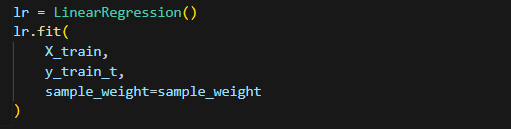 lr = LinearRegression()
lr.fit(
    X_train,
    y_train_t,
    sample_weight=sample_weight
)